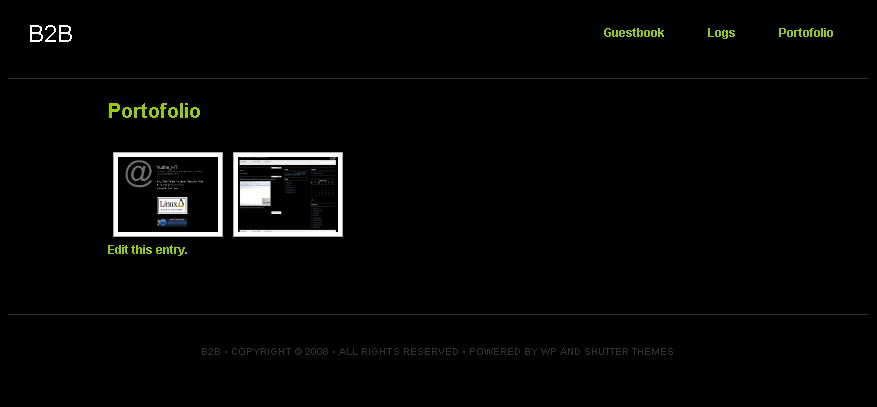 B2B
Guestbook Logs Portofolio
Portofolio
@
Linux
Edit this entry.
B2B • COPYRIGHT © 2008 • ALL RIGHTS RESERVED • POWERED BY WP AND SHUTTER THEMES